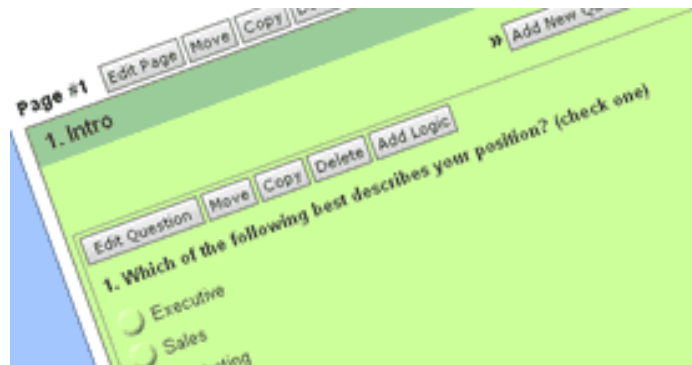 Page #1 Edit Page Move Copy
1. Intro
» Add New
Edit Question Move Copy Delete Add Logic
1. Which of the following best describes your position? (check one)
Executive
Sales